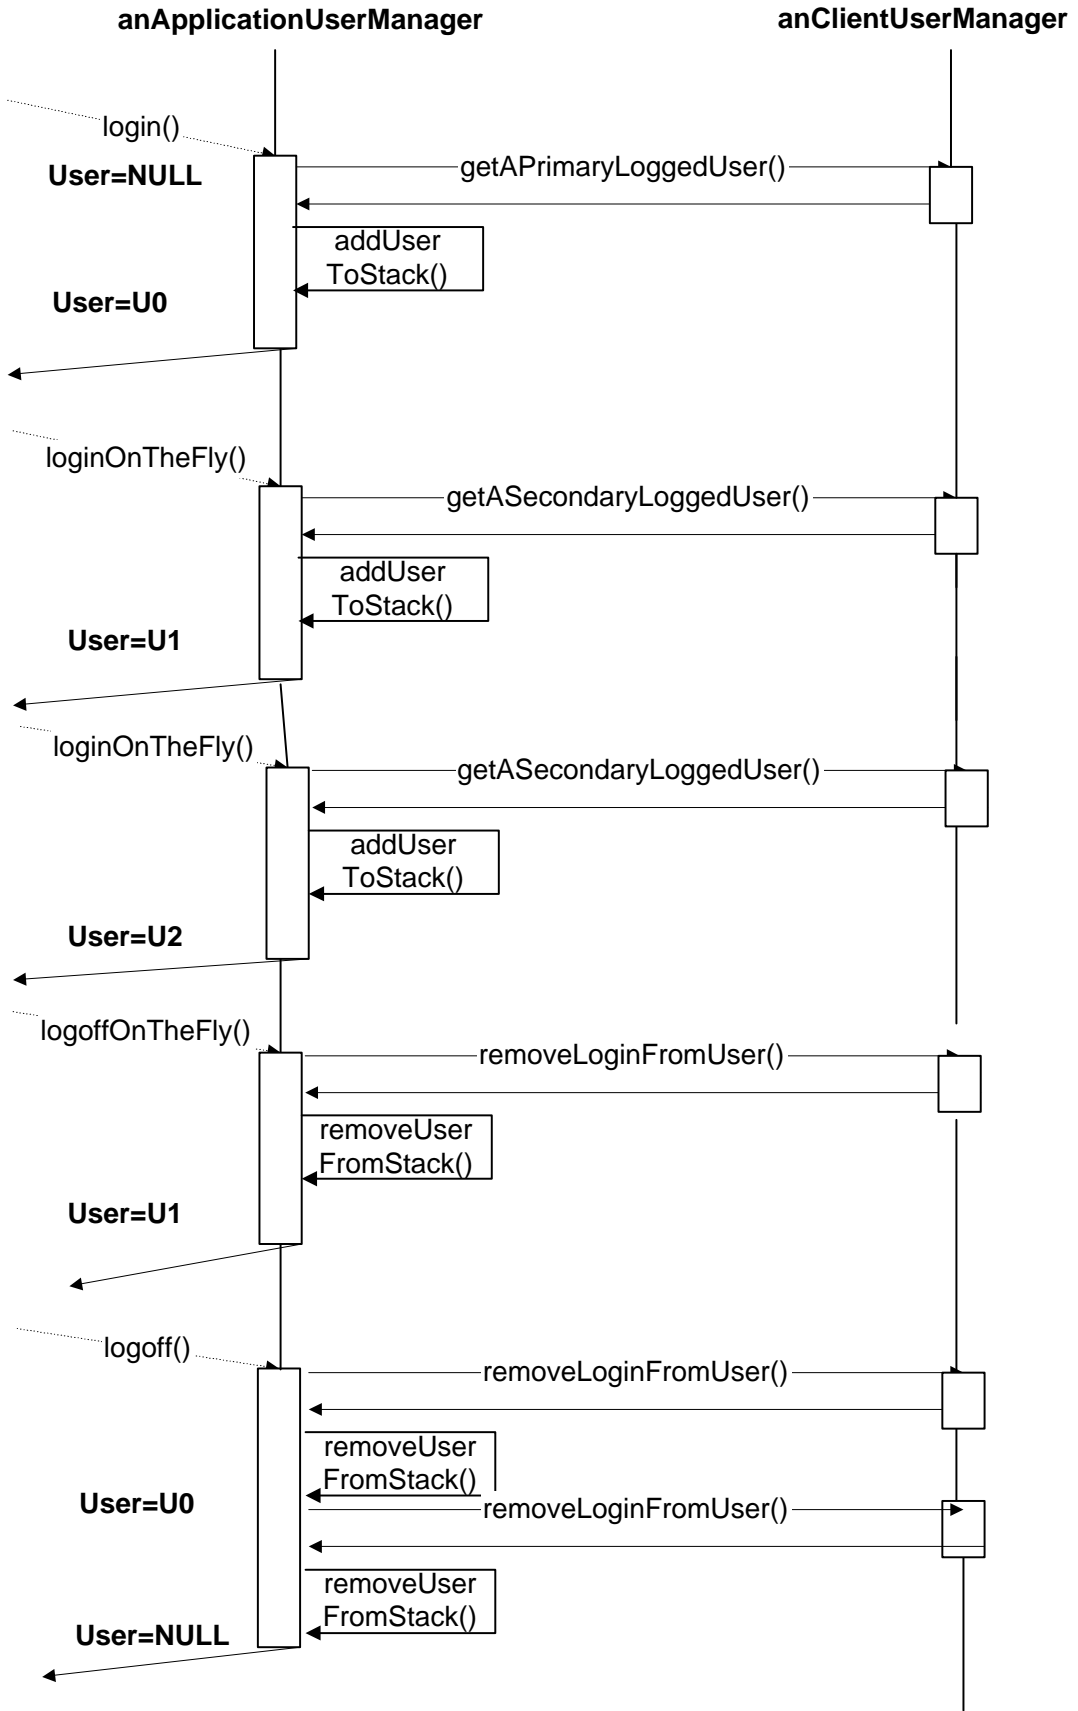 anApplicationUserManager
anClientUserManager
login()
User=NULL
getAPrimaryLoggedUser()
addUser
ToStack()
User=U0
loginOnTheFly()
getASecondaryLoggedUser()
addUser
ToStack()
User=U1
loginOnTheFly()
getASecondaryLoggedUser()
addUser
ToStack()
User=U2
logoffOnTheFly()
removeLoginFromUser()
removeUser
FromStack()
User=U1
logoff()
removeLoginFromUser()
removeUser
FromStack()
User=U0
removeLoginFromUser()
removeUser
FromStack()
User=NULL